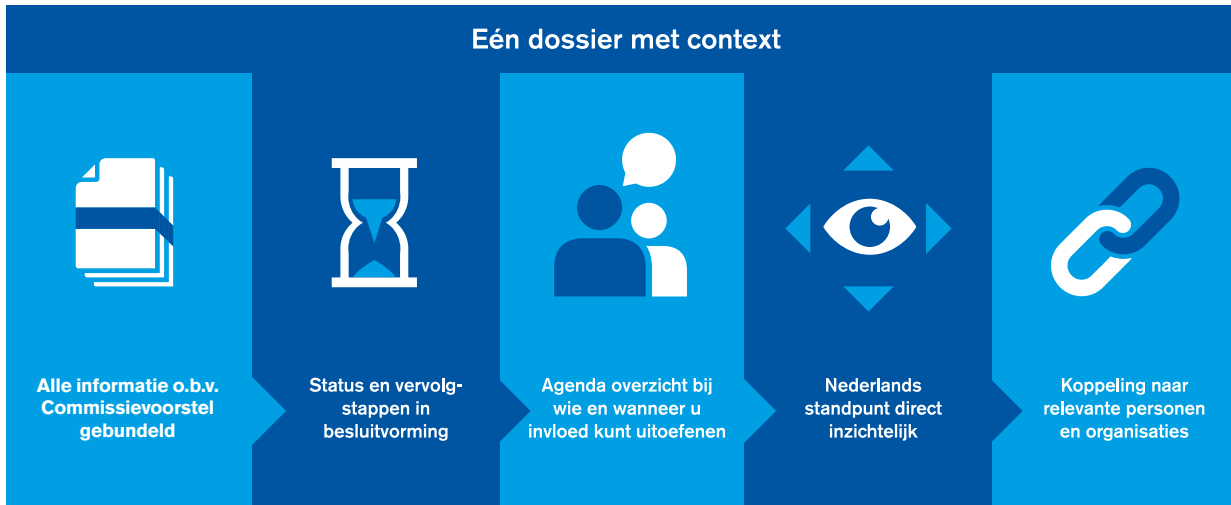 Eén dossier met context
Alle informatie o.b.v.
Commissievoorstel
gebundeld
Status en vervolg-
stappen in
besluitvorming
Agenda overzicht bij
wie en wanneer u
invloed kunt uitoefenen
Nederlands
standpunt direct
inzichtelijk
Koppeling naar
relevante personen
en organisaties